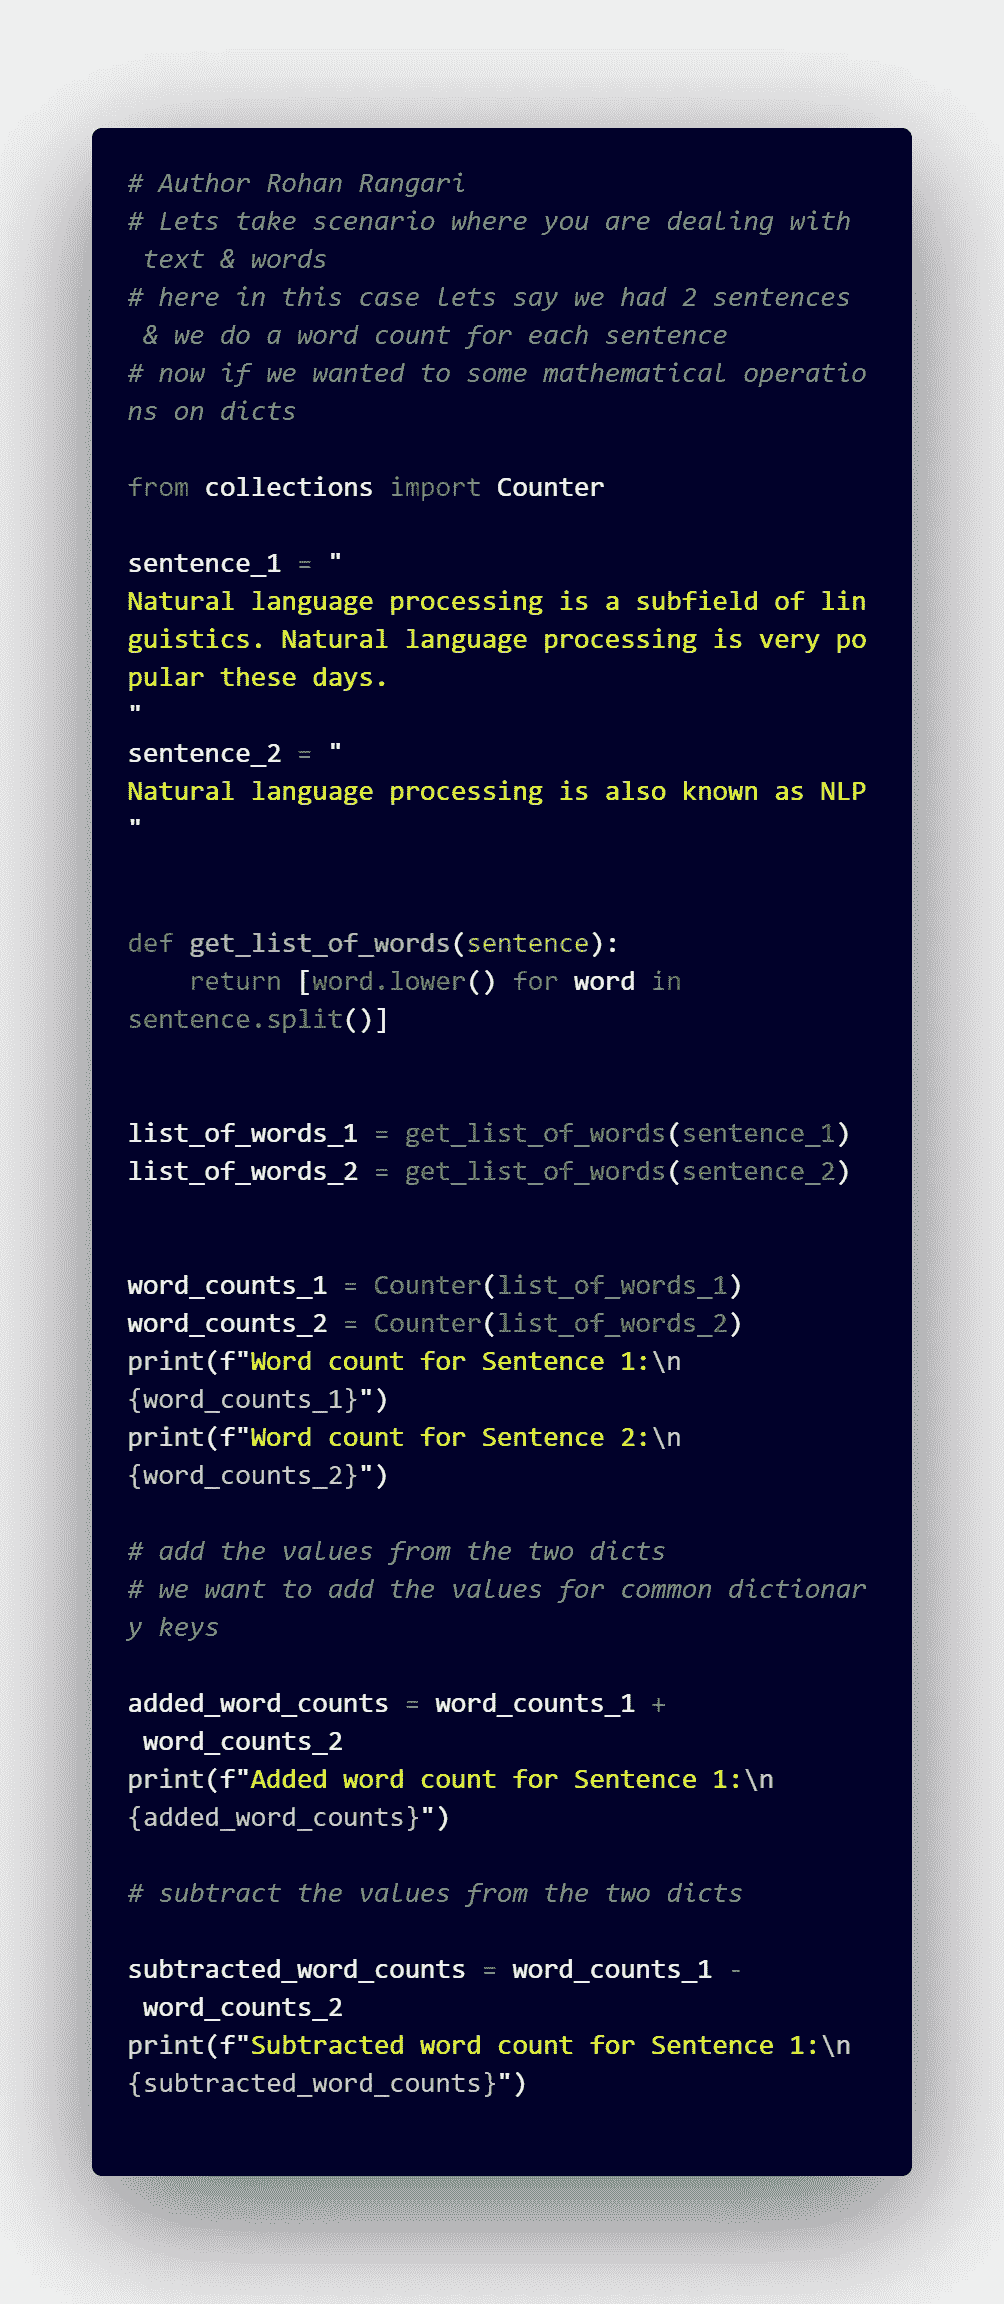 # Author Rohan Rangari
# Lets take scenario where you are dealing with
 text & words
# here in this case lets say we had 2 sentences
 & we do a word count for each sentence
# now if we wanted to some mathematical operatio
ns on dicts

from collections import Counter

sentence_1 = "
Natural language processing is a subfield of lin
guistics. Natural language processing is very po
pular these days.
"
sentence_2 = "
Natural language processing is also known as NLP
"

def get_list_of_words(sentence):
    return [word.lower() for word in
sentence.split()]

list_of_words_1 = get_list_of_words(sentence_1)
list_of_words_2 = get_list_of_words(sentence_2)

word_counts_1 = Counter(list_of_words_1)
word_counts_2 = Counter(list_of_words_2)
print(f"Word count for Sentence 1:\n
{word_counts_1}")
print(f"Word count for Sentence 2:\n
{word_counts_2}")

# add the values from the two dicts
# we want to add the values for common dictionar
y keys

added_word_counts = word_counts_1 +
 word_counts_2
print(f"Added word count for Sentence 1:\n
{added_word_counts}")

# subtract the values from the two dicts

subtracted_word_counts = word_counts_1 -
 word_counts_2
print(f"Subtracted word count for Sentence 1:\n
{subtracted_word_counts}")